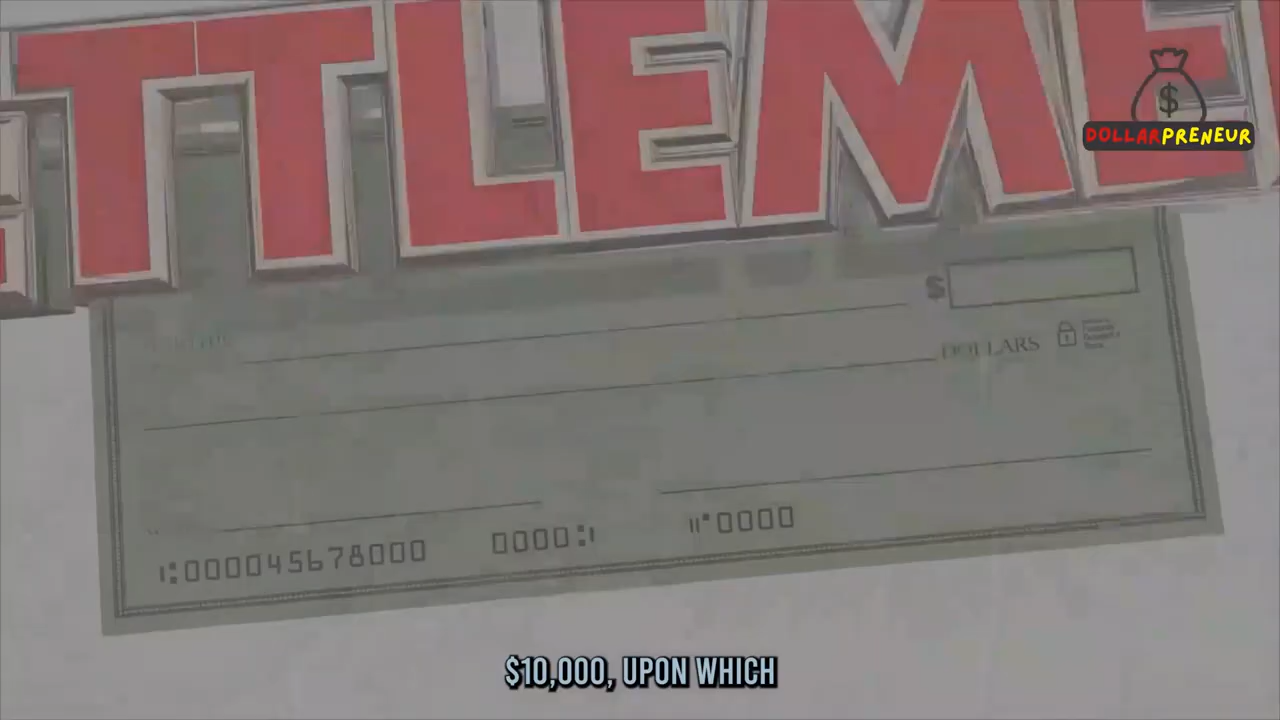 TTLEME
$
DOLLARPRENEUR
$
DOLLARS
⑆000045678000 0000⑆ ⑈0000
$10,000, UPON WHICH